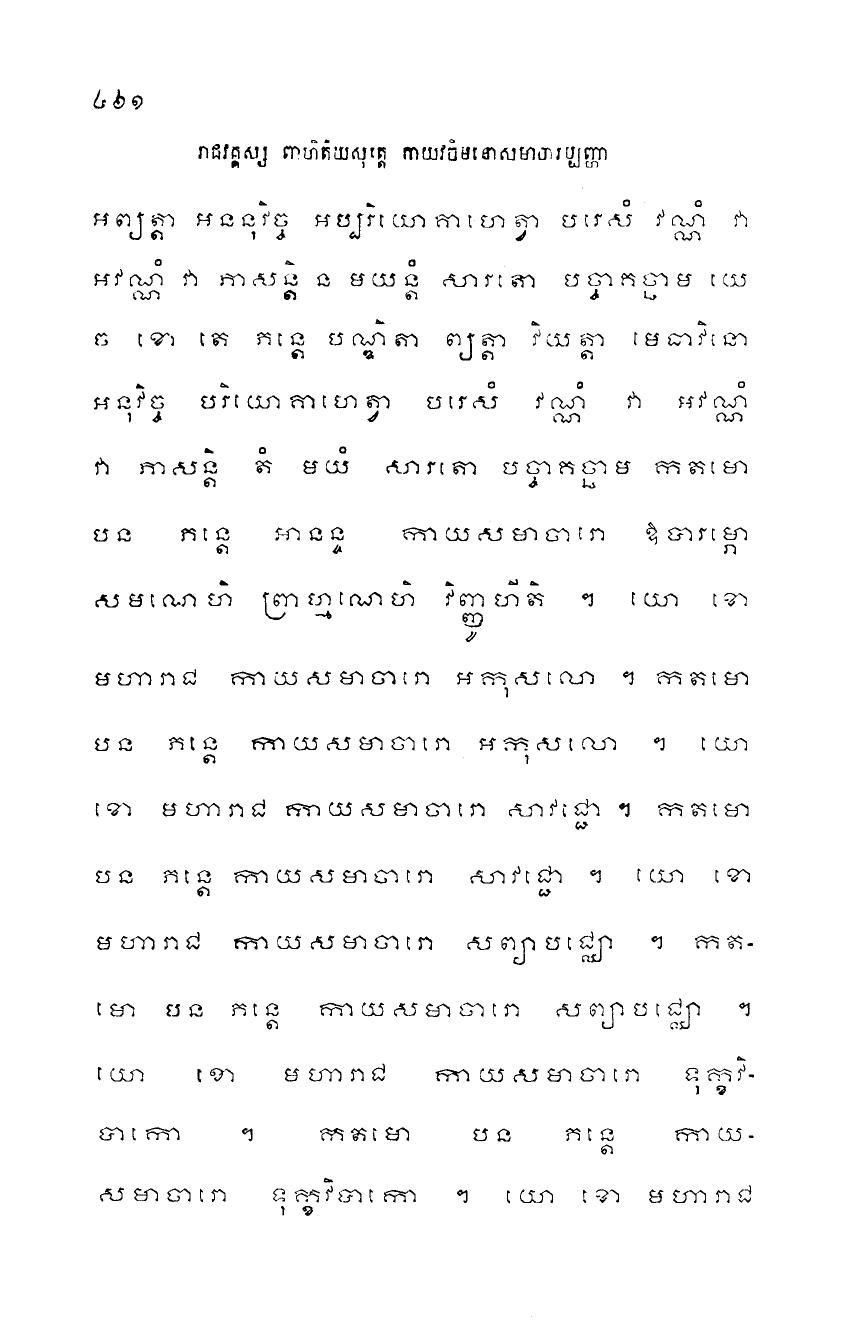 ៤៦១
រាជវគ្គស្ស ពាហិតិយសុត្តេ កាយវចីមនោសមាចារប្បញ្ហា
អព្យត្តា អននុវិច្ច អប្បរិយោគាហេត្វា បរេសំ វណ្ណំ វា
អវណ្ណំ វា ភាសន្តិ ន មយន្តំ សារតោ បច្ចាគច្ឆាម យេ
ច ខោ តេ ភន្តេ បណ្ឌិតា ព្យត្តា វិយត្តា មេធាវិនោ
អនុវិច្ច បរិយោគាហេត្វា បរេសំ វណ្ណំ វា អវណ្ណំ
វា ភាសន្តិ តំ មយំ សារតោ បច្ចាគច្ឆាម កតមោ
បន ភន្តេ អានន្ទ កាយសមាចារោ ឱបារម្ភោ
សមណេហិ ព្រាហ្មណេហិ វិញ្ញូហីតិ ។ យោ ខោ
មហារាជ កាយសមាចារោ អកុសលោ ។ កតមោ
បន ភន្តេ កាយសមាចារោ អកុសលោ ។ យោ
ខោ មហារាជ កាយសមាចារោ សាវជ្ជោ ។ កតមោ
បន ភន្តេ កាយសមាចារោ សាវជ្ជោ ។ យោ ខោ
មហារាជ កាយសមាចារោ សព្យាបជ្ឈោ ។ កត-
មោ បន ភន្តេ កាយសមាចារោ សព្យាបជ្ឈោ ។
យោ ខោ មហារាជ កាយសមាចារោ ទុក្ខវិ-
បាកោ ។ កតមោ បន ភន្តេ កាយ-
សមាចារោ ទុក្ខវិបាកោ ។ យោ ខោ មហារាជ